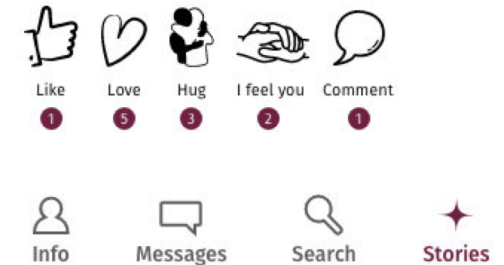 Like Love Hug I feel you Comment
1 5 3 2 1
Info Messages Search Stories